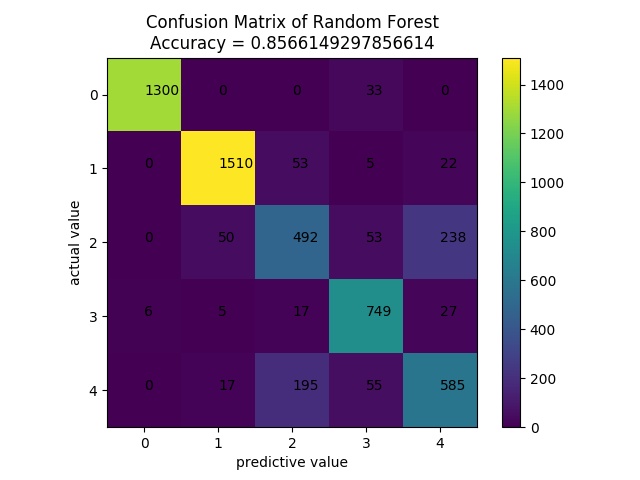 Confusion Matrix of Random Forest
Accuracy = 0.8566149297856614
0 1300 0 0 33 0
1 0 1510 53 5 22
2 0 50 492 53 238
3 6 5 17 749 27
4 0 17 195 55 585
0 1 2 3 4
predictive value
actual value
1400
1200
1000
800
600
400
200
0